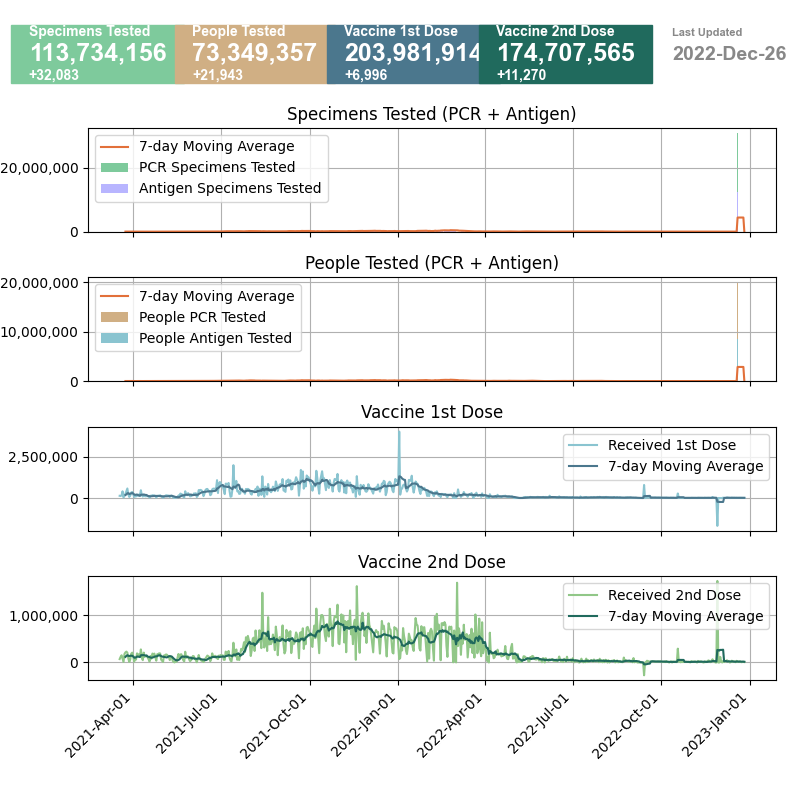 Specimens Tested
113,734,156
+32,083
People Tested
73,349,357
+21,943
Vaccine 1st Dose
203,981,914
+6,996
Vaccine 2nd Dose
174,707,565
+11,270
Last Updated
2022-Dec-26
Specimens Tested (PCR + Antigen)
7-day Moving Average
PCR Specimens Tested
Antigen Specimens Tested
20,000,000
0
People Tested (PCR + Antigen)
7-day Moving Average
People PCR Tested
People Antigen Tested
20,000,000
10,000,000
0
Vaccine 1st Dose
Received 1st Dose
7-day Moving Average
2,500,000
0
Vaccine 2nd Dose
Received 2nd Dose
7-day Moving Average
1,000,000
0
2021-Apr-01
2021-Jul-01
2021-Oct-01
2022-Jan-01
2022-Apr-01
2022-Jul-01
2022-Oct-01
2023-Jan-01